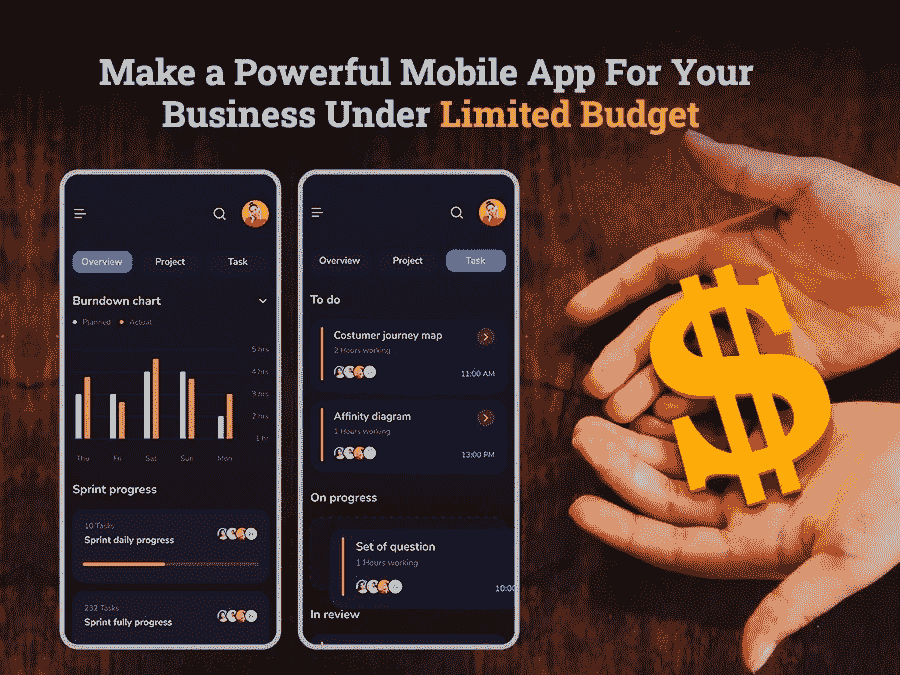 Make a Powerful Mobile App For Your
Business Under Limited Budget
Overview Project Task
Burndown chart
Planned Actual
5 hrs
4 hrs
3 hrs
2 hrs
1 hr
Thu Fri Sat Sun Mon
Sprint progress
10 Tasks
Sprint daily progress
232 Tasks
Sprint fully progress
Overview Project Task
To do
Costumer journey map
2 Hours working
11:00 AM
Affinity diagram
1 Hours working
13:00 PM
On progress
Set of question
1 Hours working
10:00
In review
$